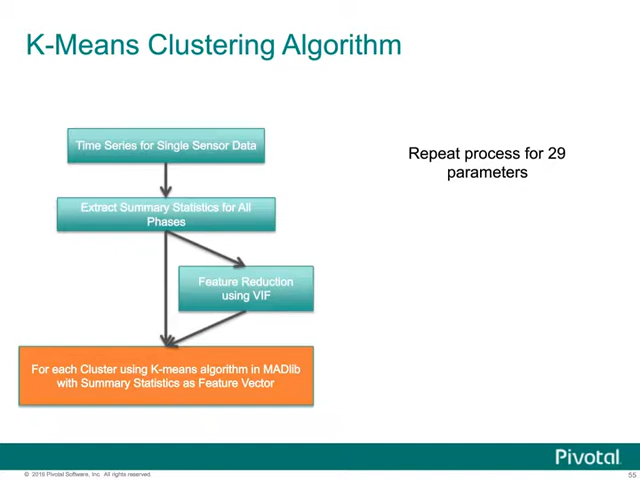 K-Means Clustering Algorithm
Time Series for Single Sensor Data
Repeat process for 29
parameters
Extract Summary Statistics for All
Phases
Feature Reduction
using VIF
For each Cluster using K-means algorithm in MADlib
with Summary Statistics as Feature Vector
Pivotal
© 2016 Pivotal Software, Inc. All rights reserved.
55